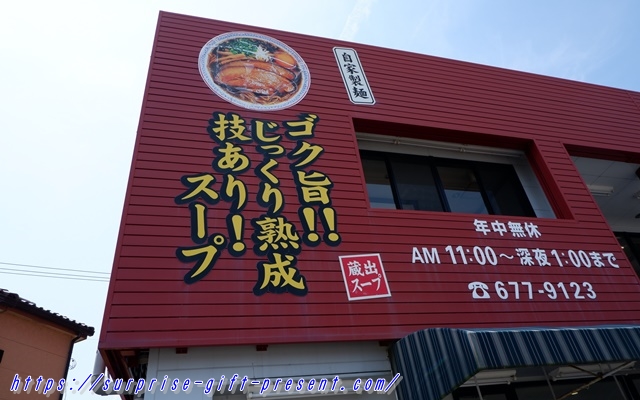 自家製麺
ゴク旨!!
じっくり熟成
技あり!
スープ
蔵出
スープ
年中無休
AM 11:00～深夜1:00まで
☎677-9123
https://surprise-gift-present.com/